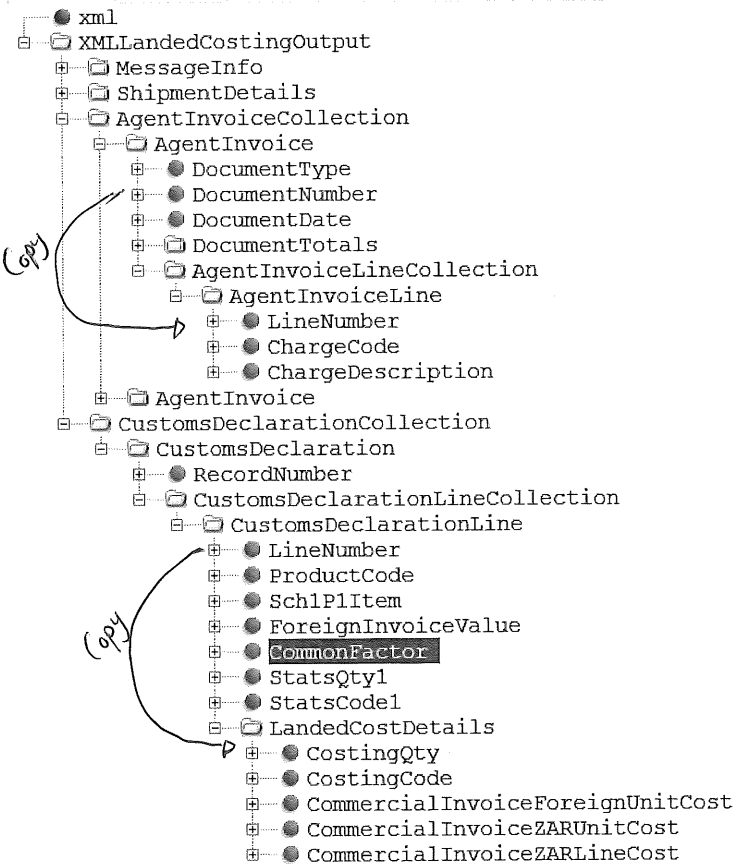 xml
XMLLandedCostingOutput
MessageInfo
ShipmentDetails
AgentInvoiceCollection
AgentInvoice
DocumentType
DocumentNumber
DocumentDate
DocumentTotals
Copy
AgentInvoiceLineCollection
AgentInvoiceLine
LineNumber
ChargeCode
ChargeDescription
AgentInvoice
CustomsDeclarationCollection
CustomsDeclaration
RecordNumber
CustomsDeclarationLineCollection
CustomsDeclarationLine
LineNumber
ProductCode
Sch1P1Item
ForeignInvoiceValue
Copy
CommonFactor
StatsQty1
StatsCode1
LandedCostDetails
CostingQty
CostingCode
CommercialInvoiceForeignUnitCost
CommercialInvoiceZARUnitCost
CommercialInvoiceZARLineCost